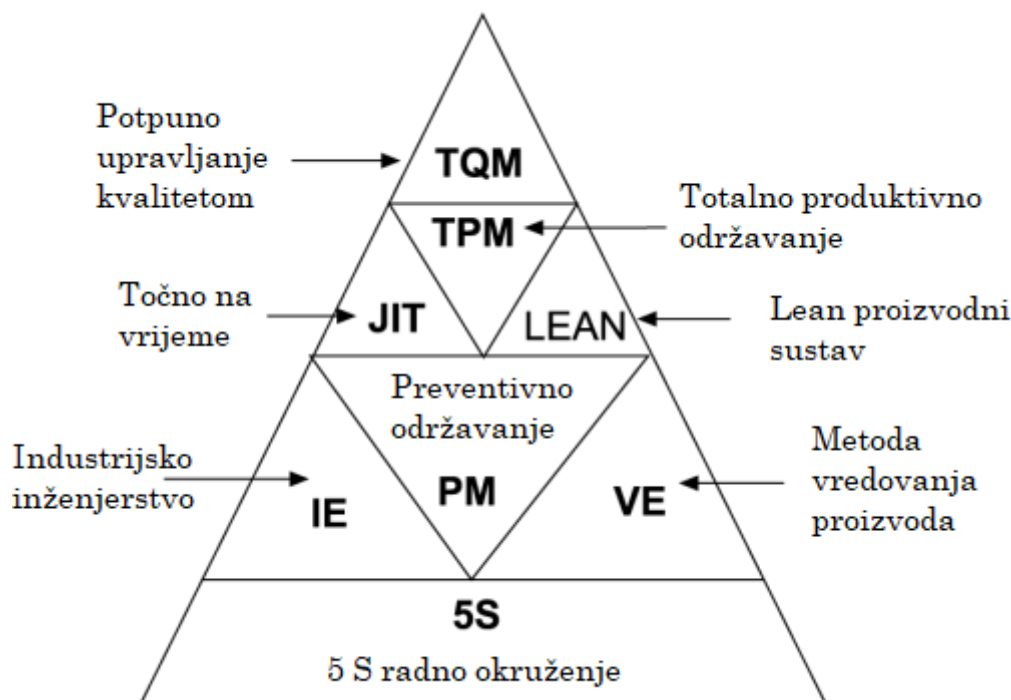 Potpuno
upravljanje
kvalitetom
TQM
Totalno produktivno
održavanje
TPM
Točno na
vrijeme
JIT
LEAN
Lean proizvodni
sustav
Preventivno
održavanje
PM
Industrijsko
inženjerstvo
IE
VE
Metoda
vredovanja
proizvoda
5S
5 S radno okruženje